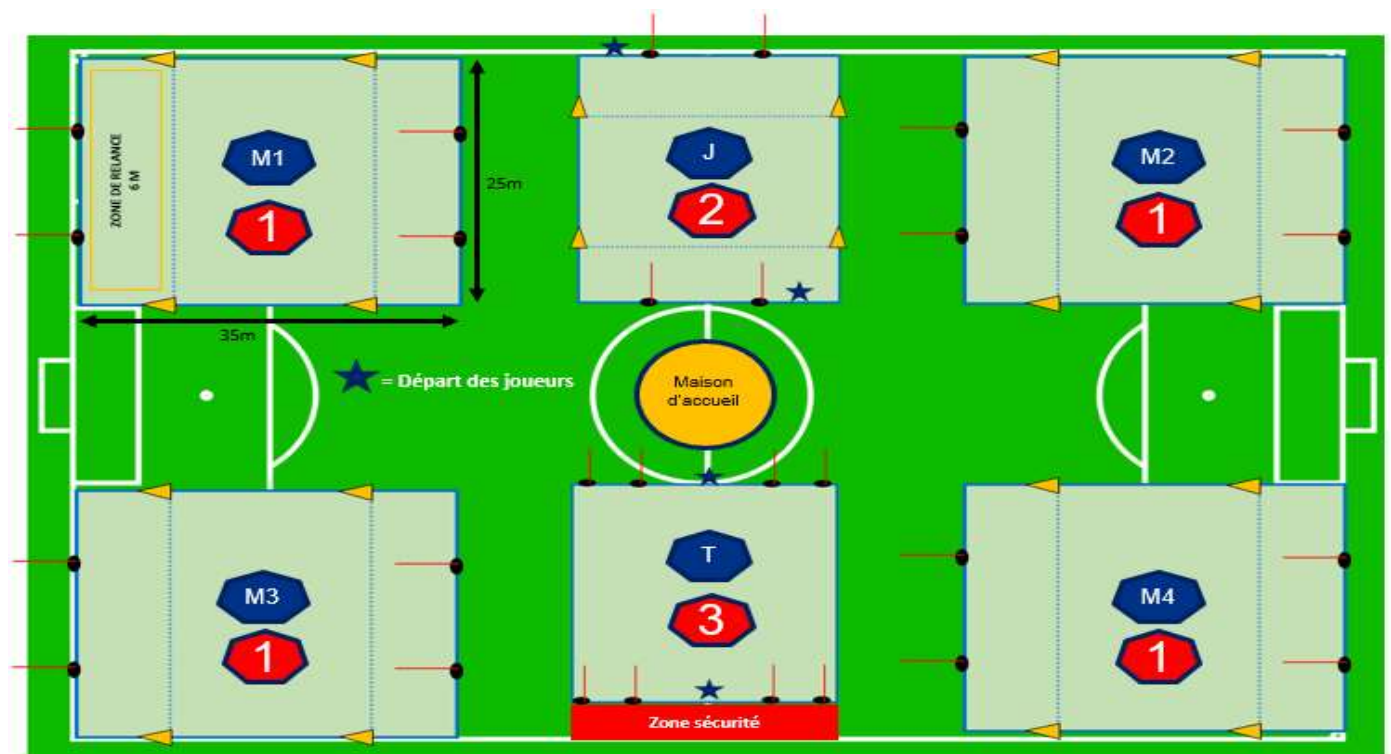 ZONE DE RELANCE
6 M
M1
1
25m
35m
J
2
M2
1
= Départ des joueurs
Maison
d'accueil
M3
1
T
3
Zone sécurité
M4
1